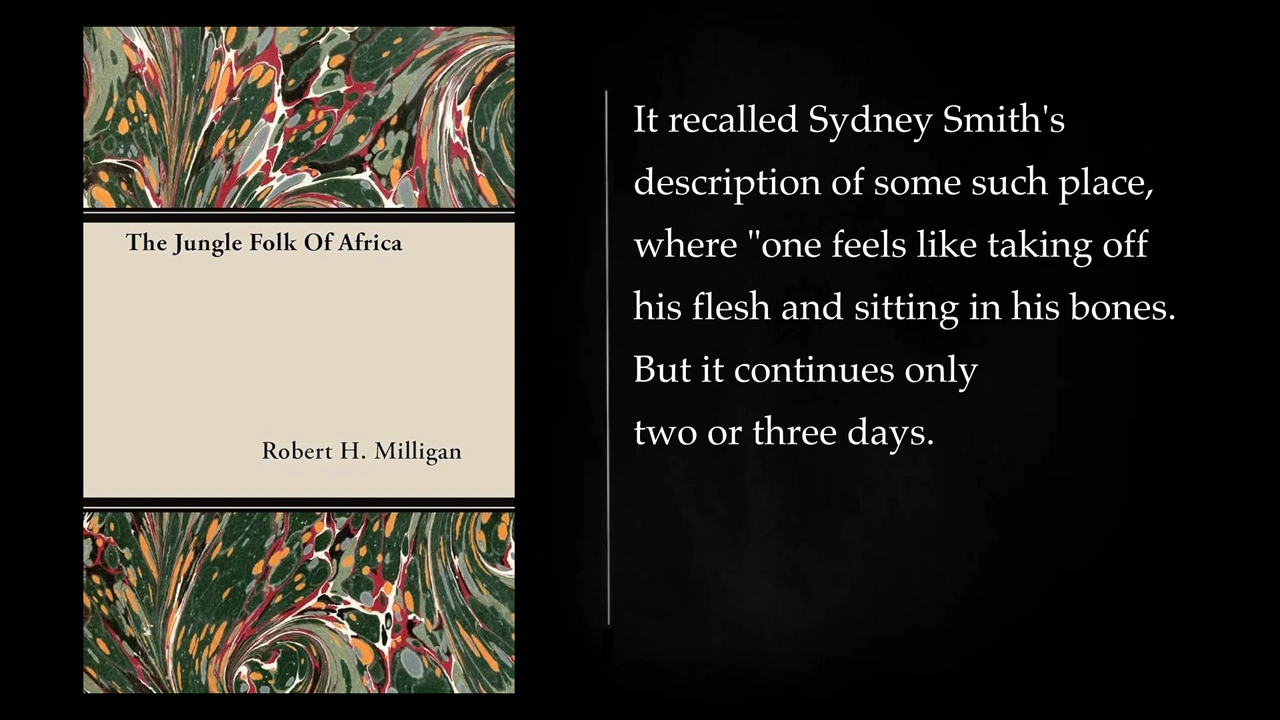 The Jungle Folk Of Africa
Robert H. Milligan
It recalled Sydney Smith's
description of some such place,
where "one feels like taking off
his flesh and sitting in his bones.
But it continues only
two or three days.